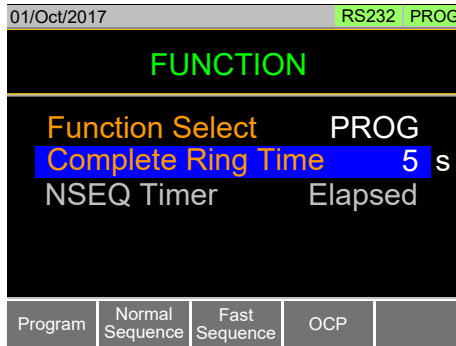 01/Oct/2017 RS232 PROG
FUNCTION
Function Select PROG
Complete Ring Time 5 s
NSEQ Timer Elapsed
Program Normal Sequence Fast Sequence OCP